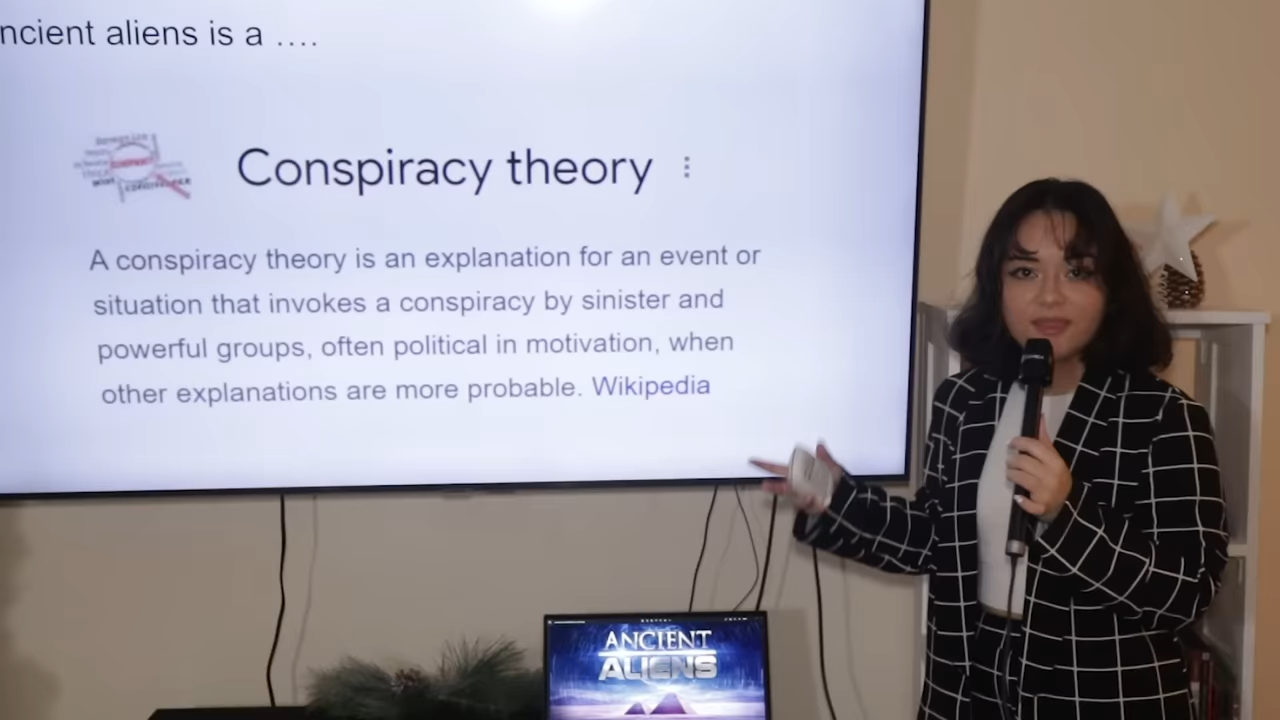 ncient aliens is a ....
Conspiracy theory
A conspiracy theory is an explanation for an event or
situation that invokes a conspiracy by sinister and
powerful groups, often political in motivation, when
other explanations are more probable. Wikipedia
ANCIENT
ALIENS